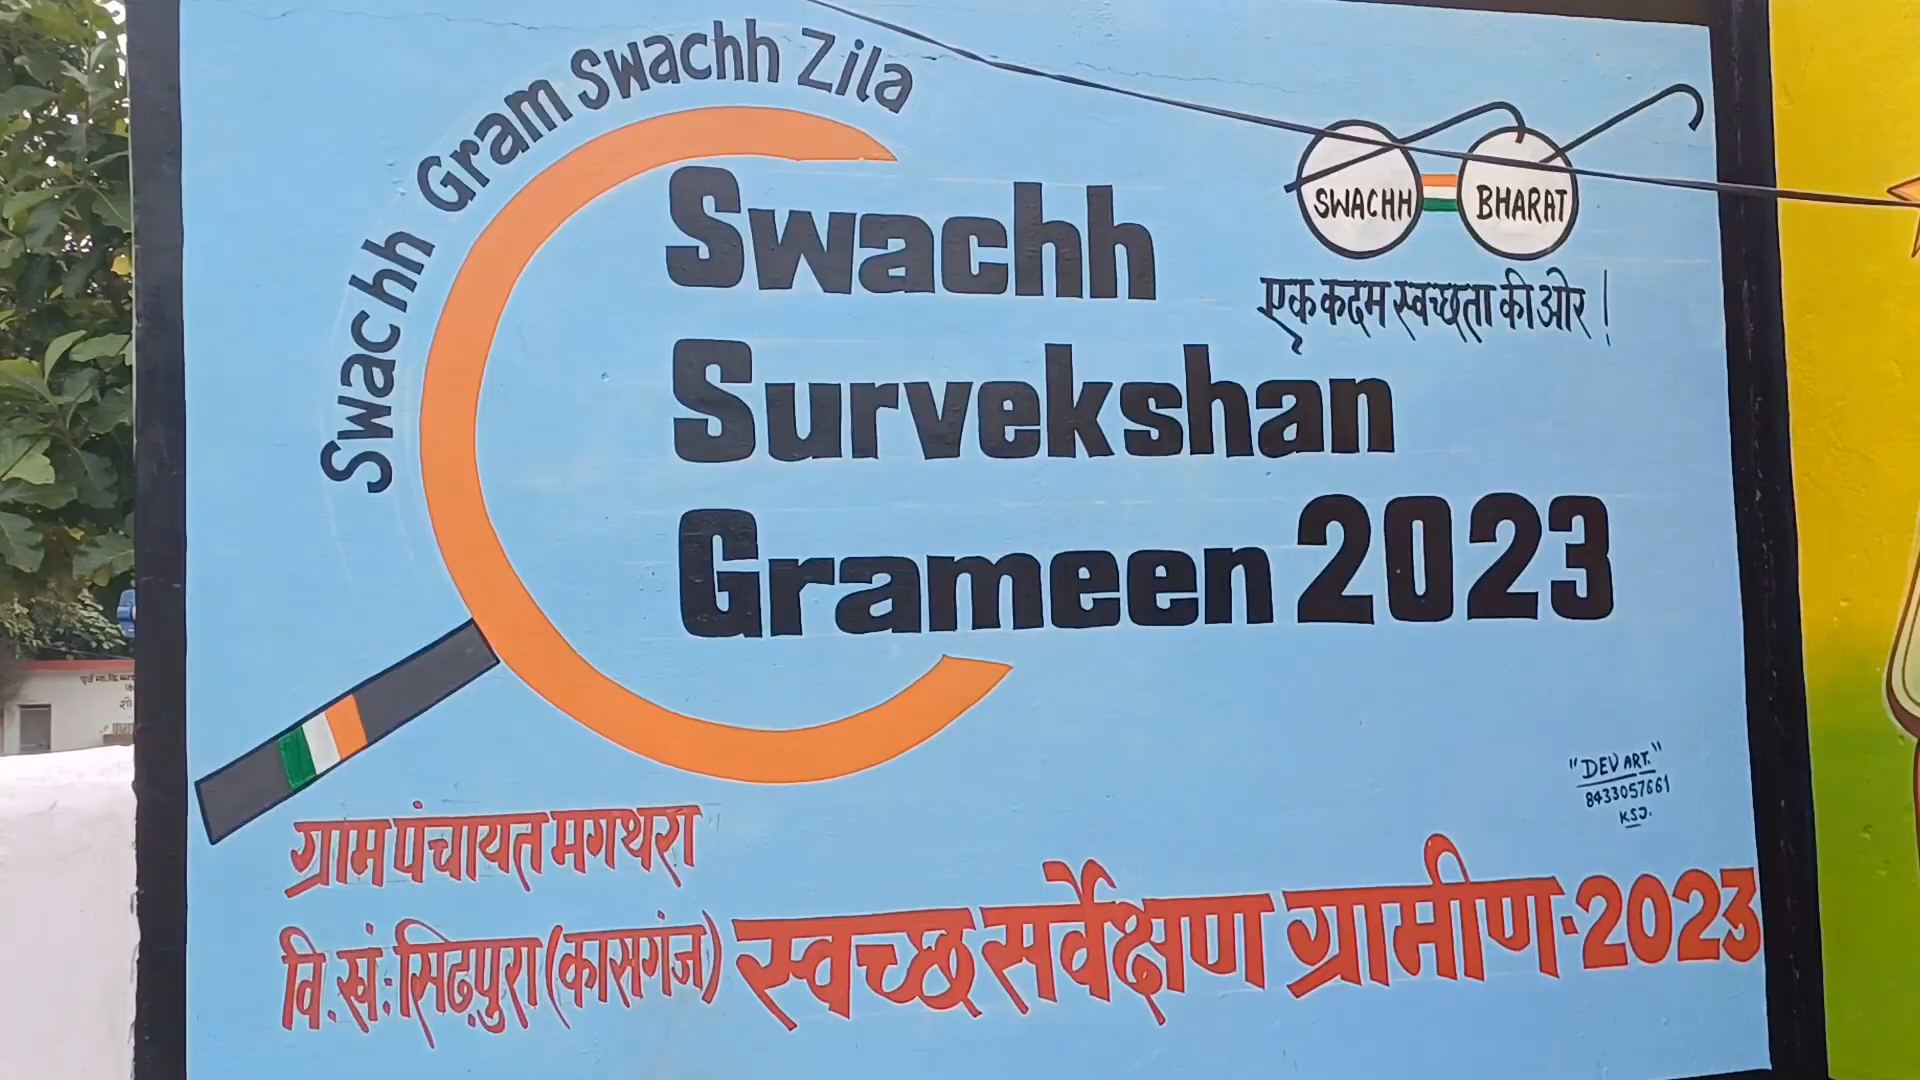 Swachh Gram Swachh Zila
Swachh
Survekshan
Grameen 2023
SWACHH BHARAT
एक कदम स्वच्छता की ओर !
"DEV ART."
8433057661
KSJ.
ग्राम पंचायत मगथरा
वि.खं:सिढ़पुरा (कासगंज) स्वच्छ सर्वेक्षण ग्रामीण-2023